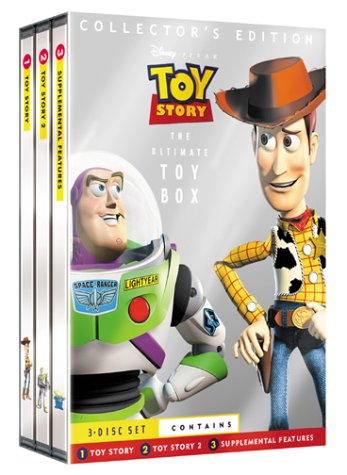 COLLECTOR'S EDITION
Disney • PIXAR
TOY
STORY
THE
ULTIMATE
TOY
BOX
SPACE RANGER
LIGHTYEAR
3-DISC SET
CONTAINS
1 TOY STORY 2 TOY STORY 2 3 SUPPLEMENTAL FEATURES
1 TOY STORY
2 TOY STORY 2
3 SUPPLEMENTAL FEATURES